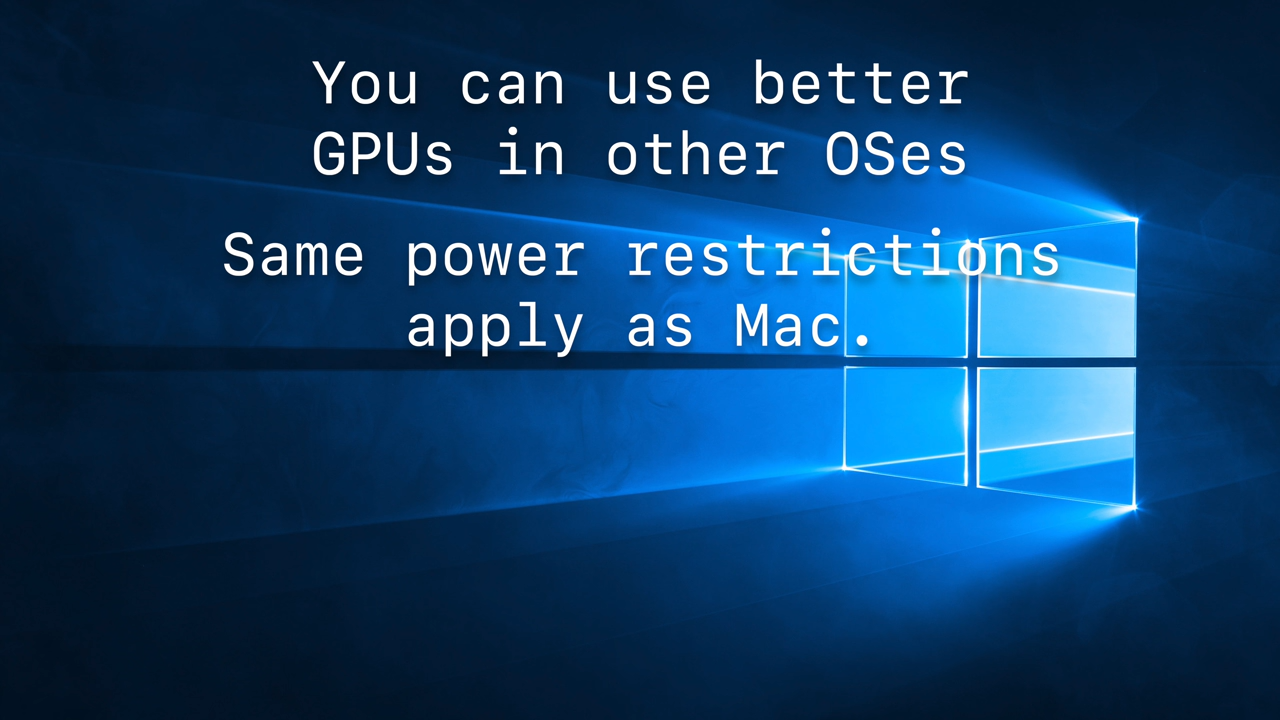 You can use better
GPUs in other OSes
Same power restrictions
apply as Mac.